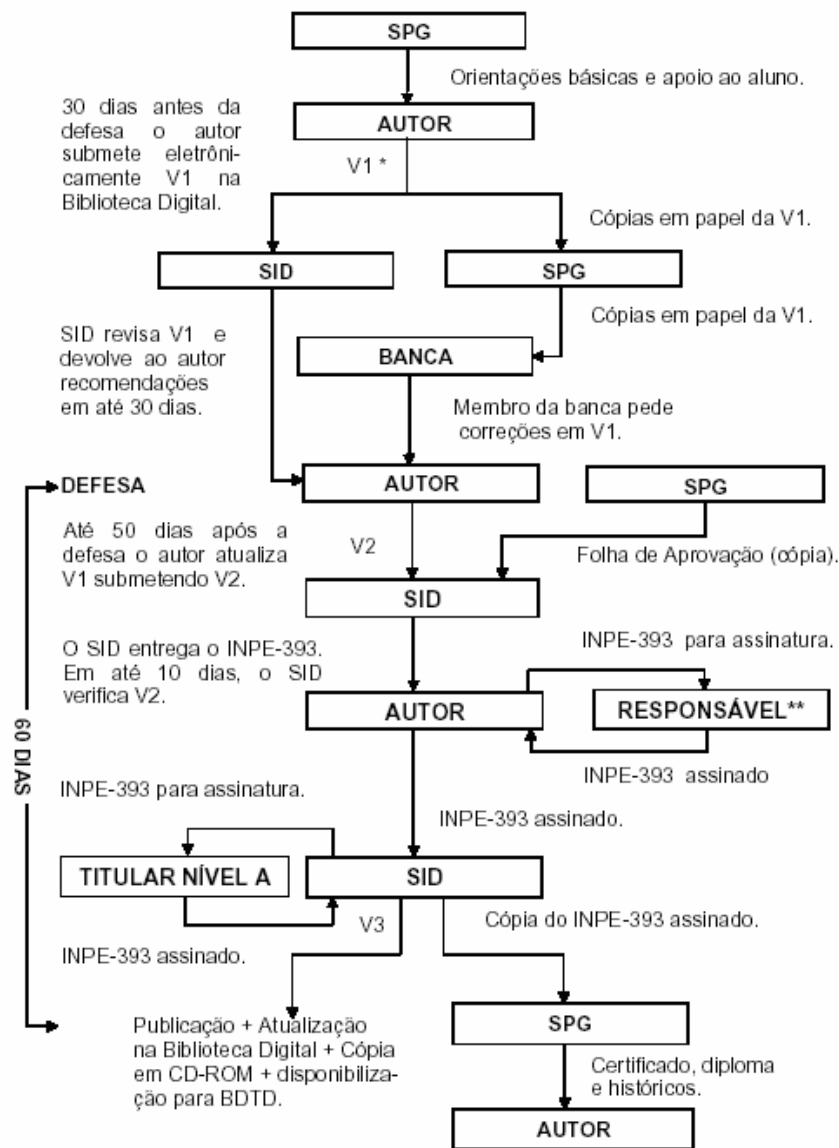 SPG
Orientações básicas e apoio ao aluno.
30 dias antes da
defesa o autor
submete eletrôni-
camente V1 na
Biblioteca Digital.
AUTOR
V1 *
Cópias em papel da V1.
SID
SPG
Cópias em papel da V1.
SID revisa V1 e
devolve ao autor
recomendações
em até 30 dias.
BANCA
Membro da banca pede
correções em V1.
DEFESA
AUTOR
SPG
Até 50 dias após a
defesa o autor atualiza
V1 submetendo V2.
V2
Folha de Aprovação (cópia).
SID
O SID entrega o INPE-393.
Em até 10 dias, o SID
verifica V2.
INPE-393 para assinatura.
AUTOR
RESPONSÁVEL**
60 DIAS
INPE-393 assinado
INPE-393 para assinatura.
INPE-393 assinado.
TITULAR NÍVEL A
SID
V3
Cópia do INPE-393 assinado.
INPE-393 assinado.
Publicação + Atualização
na Biblioteca Digital + Cópia
em CD-ROM + disponibiliza-
ção para BDTD.
SPG
Certificado, diploma
e históricos.
AUTOR